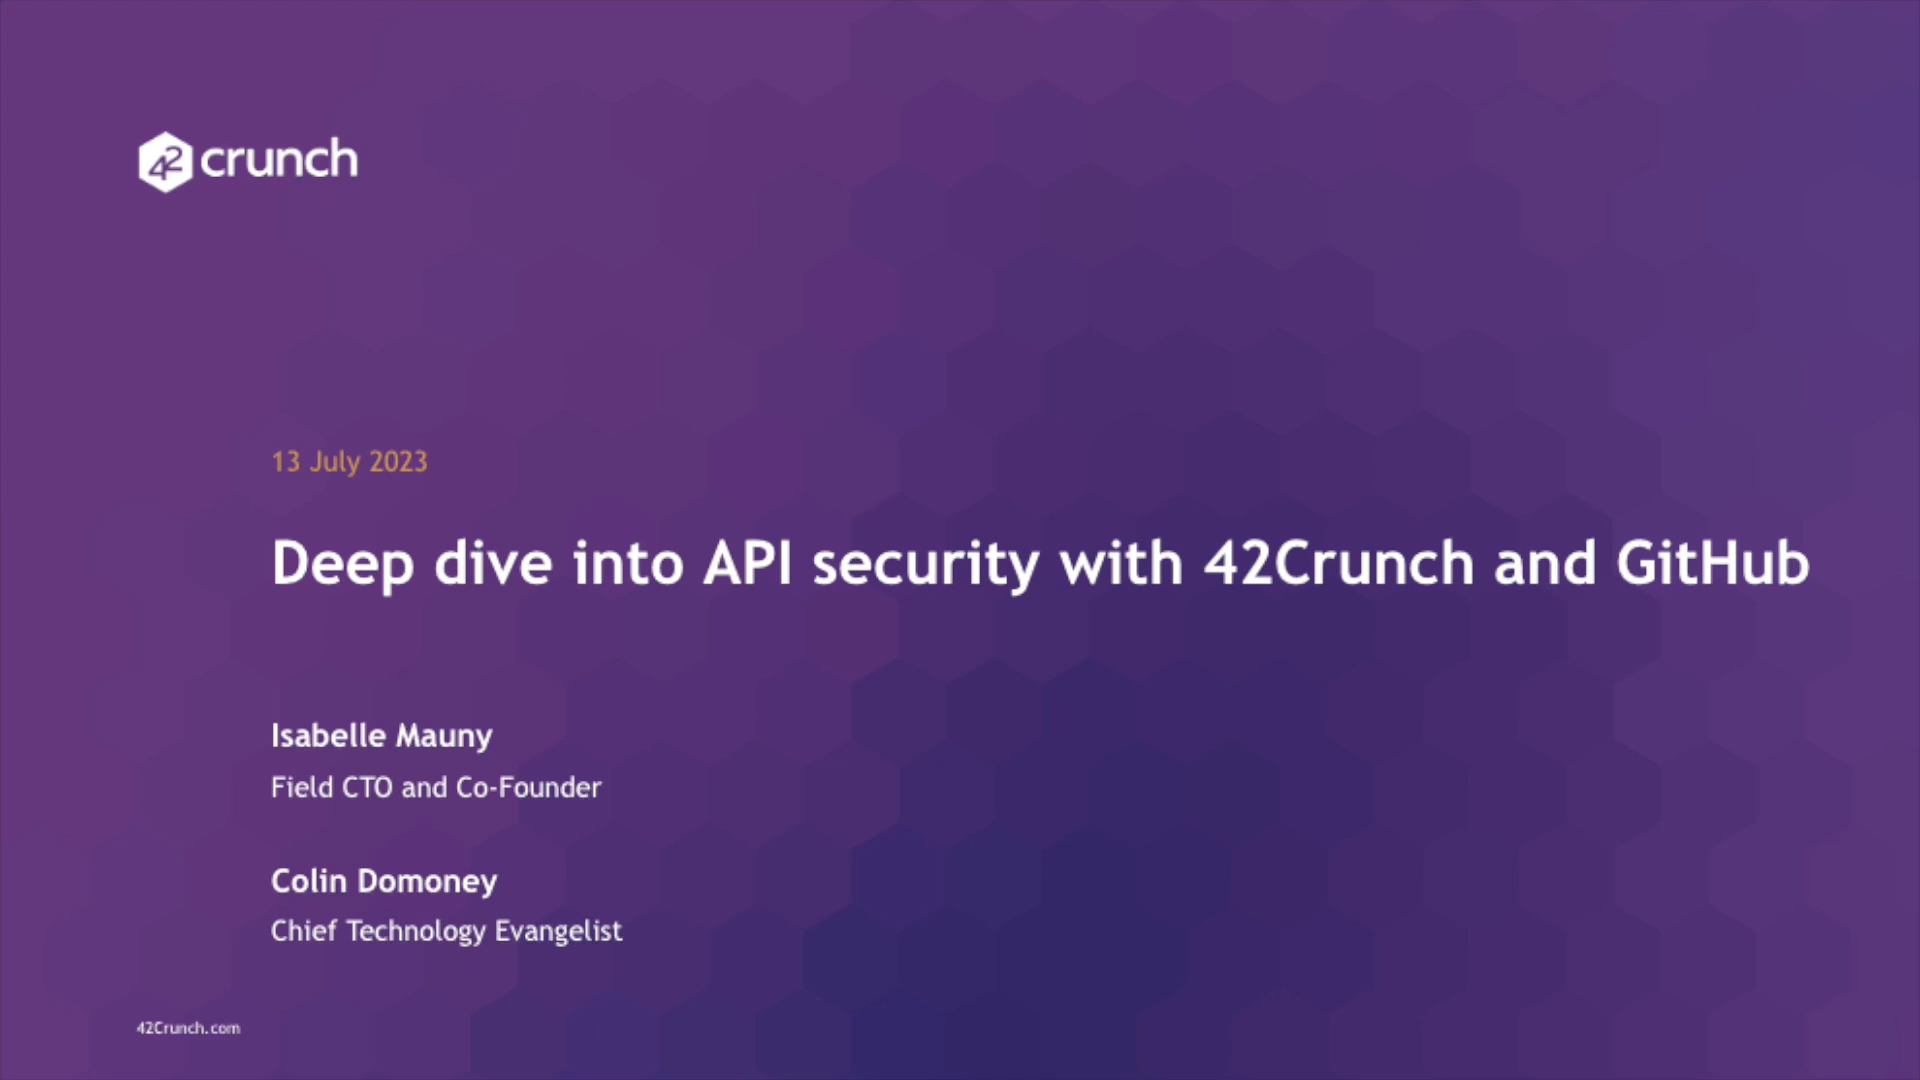 42 crunch
13 July 2023
Deep dive into API security with 42Crunch and GitHub
Isabelle Mauny
Field CTO and Co-Founder
Colin Domoney
Chief Technology Evangelist
42Crunch.com